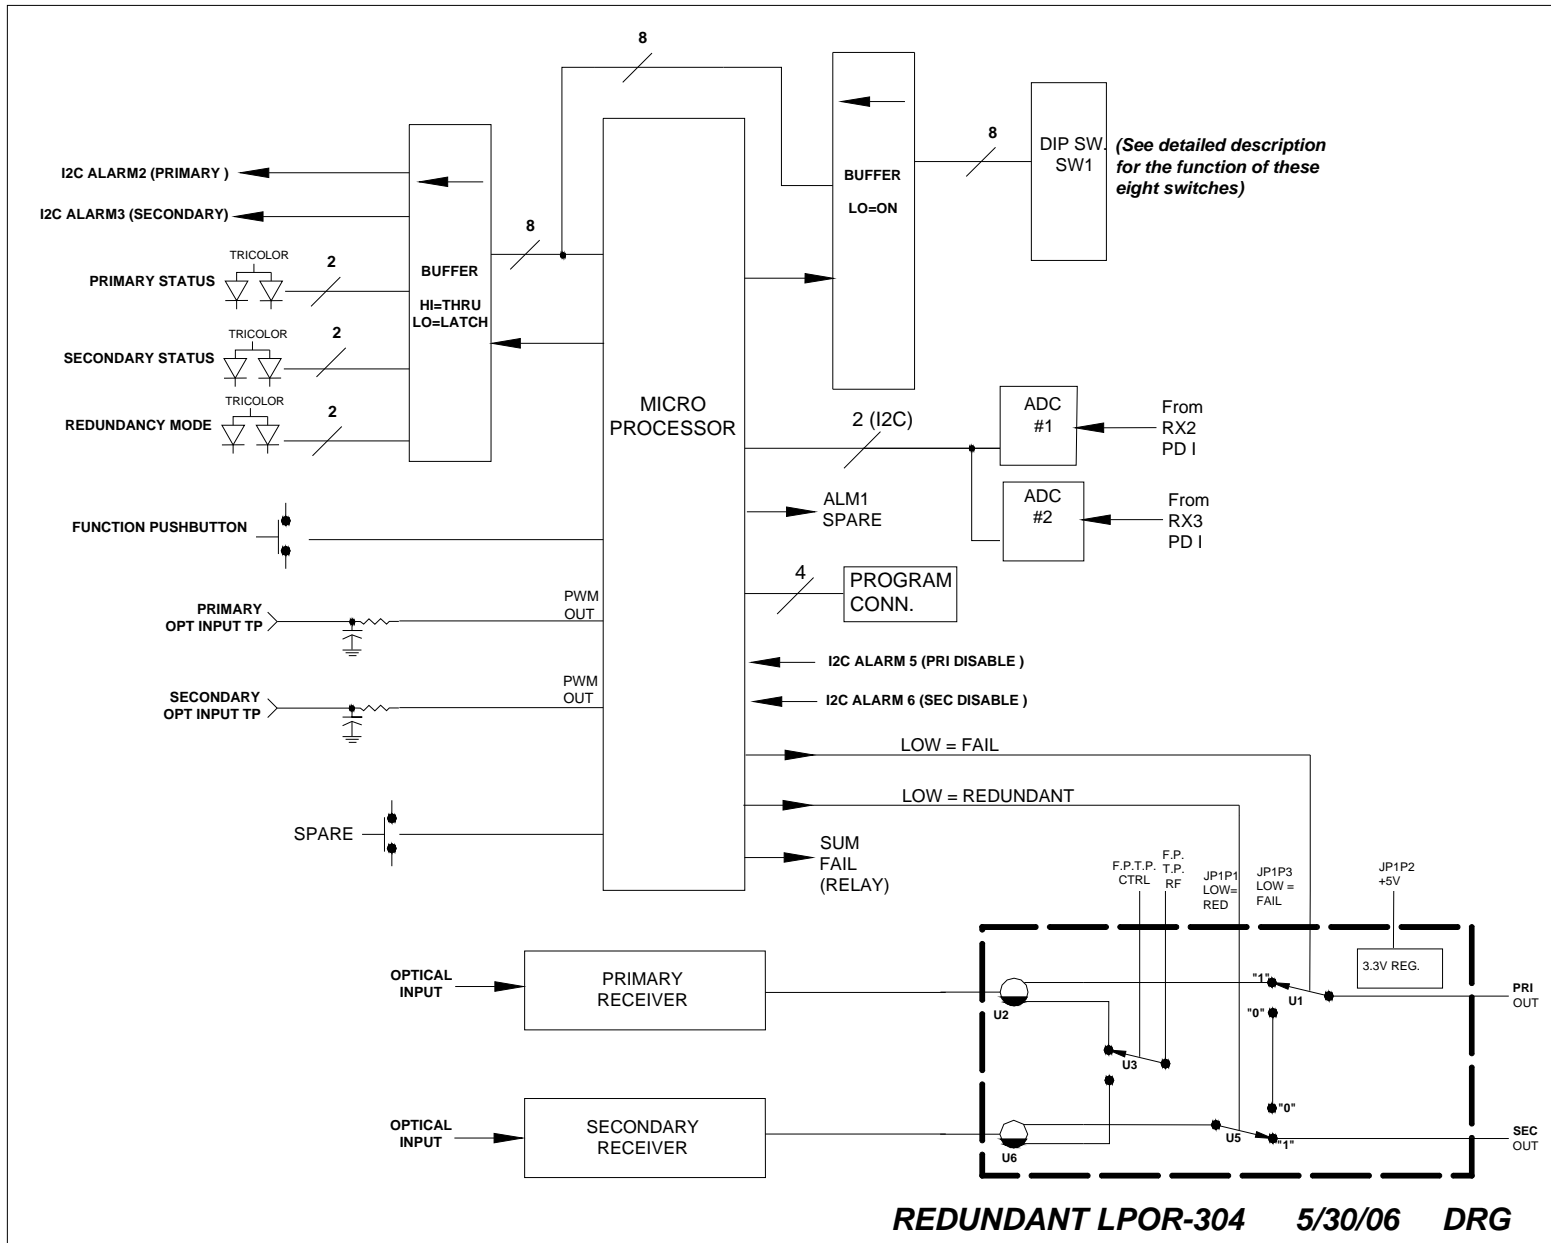 8
8
DIP SW.
SW1
(See detailed description
for the function of these
eight switches)
BUFFER
LO=ON
I2C ALARM2 (PRIMARY )
I2C ALARM3 (SECONDARY)
8
BUFFER
HI=THRU
LO=LATCH
TRICOLOR
2
PRIMARY STATUS
TRICOLOR
2
SECONDARY STATUS
TRICOLOR
2
REDUNDANCY MODE
MICRO
PROCESSOR
2 (I2C)
ADC
#1
From
RX2
PD I
ADC
#2
From
RX3
PD I
ALM1
SPARE
FUNCTION PUSHBUTTON
4
PROGRAM
CONN.
PRIMARY
OPT INPUT TP
PWM
OUT
I2C ALARM 5 (PRI DISABLE )
SECONDARY
OPT INPUT TP
PWM
OUT
I2C ALARM 6 (SEC DISABLE )
LOW = FAIL
LOW = REDUNDANT
SPARE
SUM
FAIL
(RELAY)
F.P.T.P.
CTRL
F.P.
T.P.
RF
JP1P1
LOW=
RED
JP1P3
LOW =
FAIL
JP1P2
+5V
3.3V REG.
OPTICAL
INPUT
PRIMARY
RECEIVER
U2
"1"
U1
"0"
PRI
OUT
U3
OPTICAL
INPUT
SECONDARY
RECEIVER
U6
"0"
U5
"1"
SEC
OUT
REDUNDANT LPOR-304 5/30/06 DRG